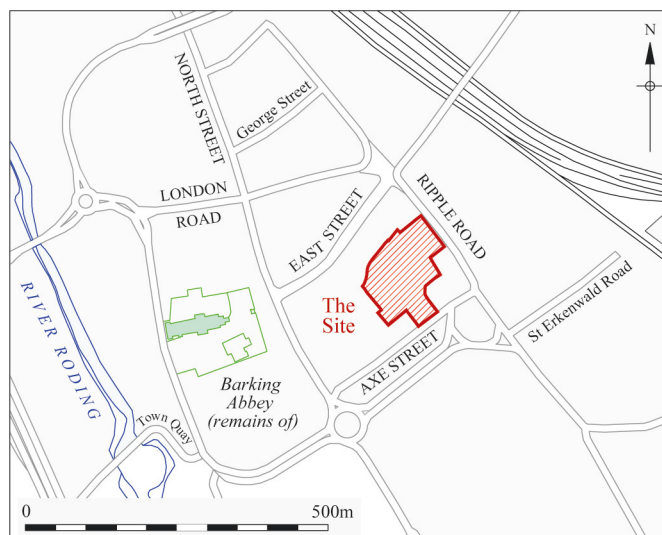 N
NORTH STREET
George Street
LONDON
ROAD
EAST STREET
RIPPLE ROAD
The
Site
St Erkenwald Road
AXE STREET
RIVER RODING
Barking
Abbey
(remains of)
Town Quay
0
500m